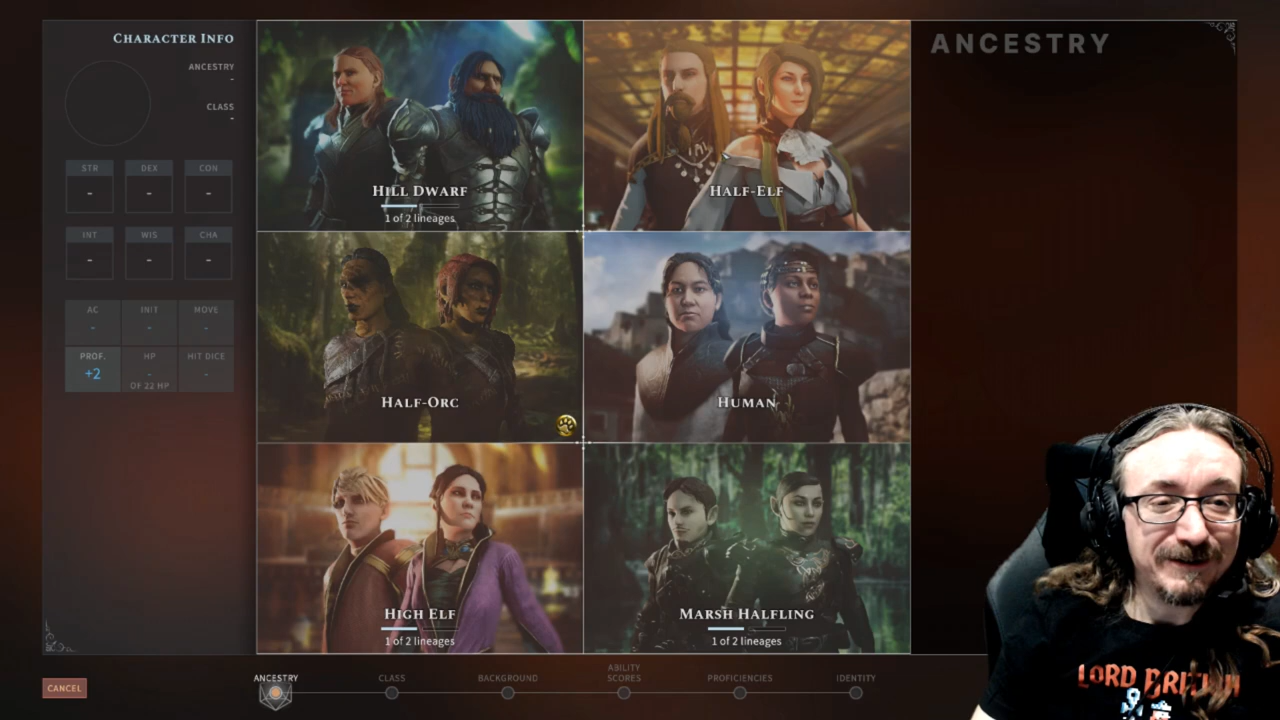 CHARACTER INFO
ANCESTRY
-
CLASS
-
STR DEX CON
- - -
INT WIS CHA
- - -
AC INIT MOVE
- - -
PROF. HP HIT DICE
+2 - -
OF 22 HP
HILL DWARF
1 of 2 lineages
HALF-ELF
HALF-ORC
HUMAN
HIGH ELF
1 of 2 lineages
MARSH HALFLING
1 of 2 lineages
ANCESTRY
LORD
CANCEL
ANCESTRY
CLASS
BACKGROUND
ABILITY
SCORES
PROFICIENCIES
IDENTITY